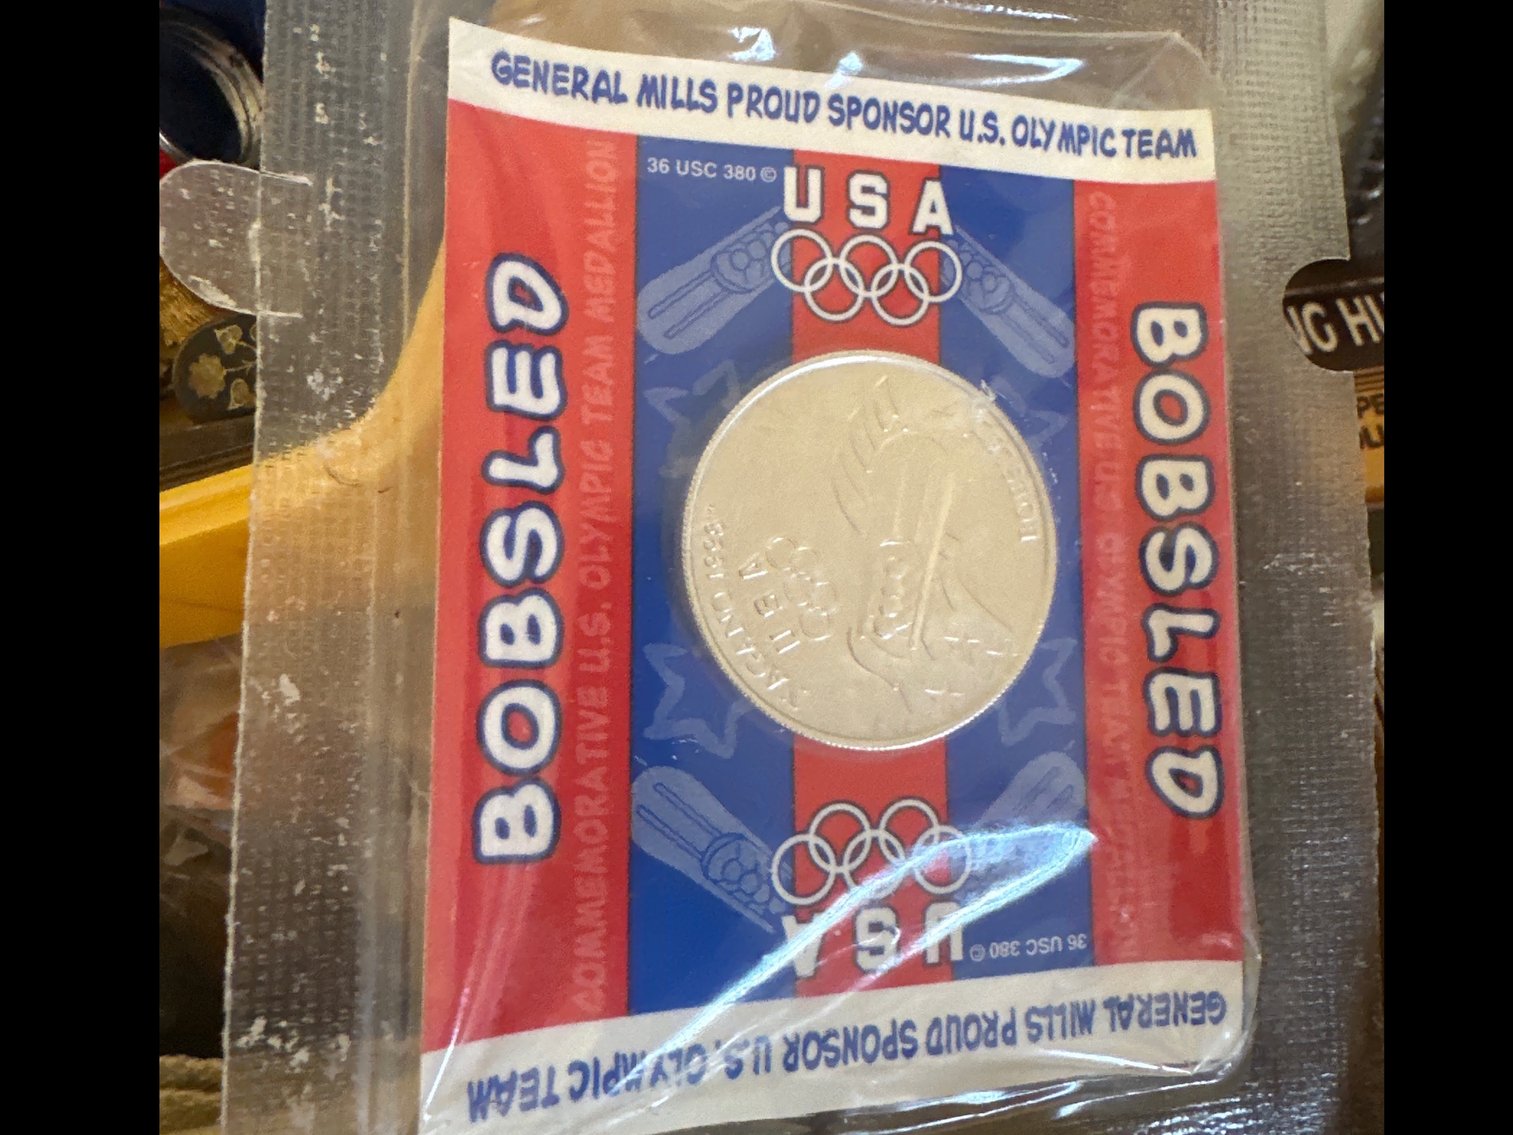 GENERAL MILLS PROUD SPONSOR U.S. OLYMPIC TEAM
36 USC 380 ©
USA
BOBSLED
COMMEMORATIVE U.S. OLYMPIC TEAM MEDALLION
COMMEMORATIVE U.S. OLYMPIC TEAM MEDALLION
BOBSLED
NAGANO 1998
USA
BOBSLED
USA
36 USC 380 ©
GENERAL MILLS PROUD SPONSOR U.S. OLYMPIC TEAM